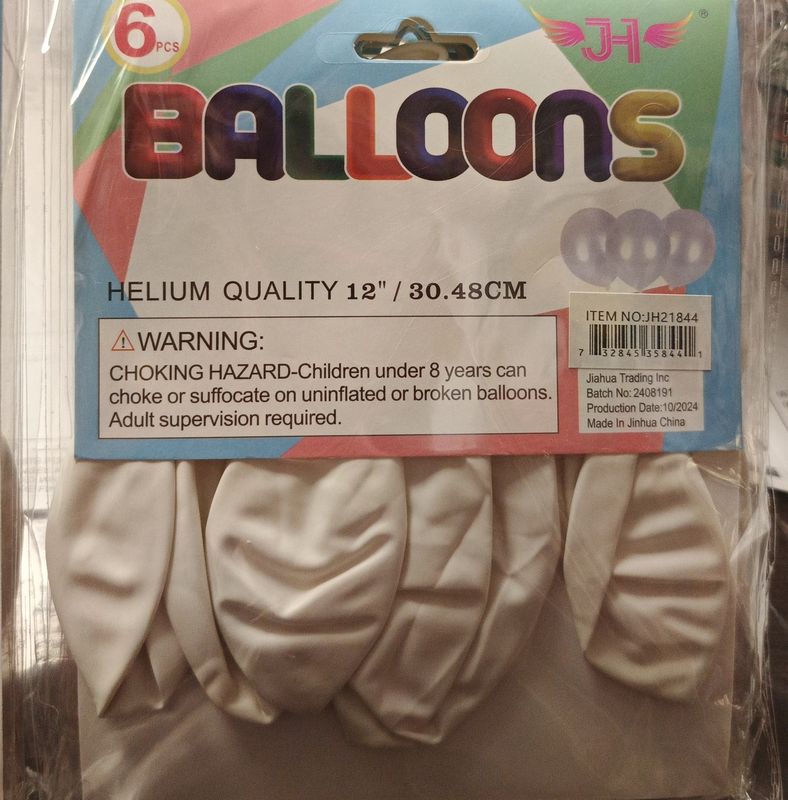 6 PCS
JH ®
BALLOONS
HELIUM QUALITY 12" / 30.48CM
⚠ WARNING:
CHOKING HAZARD-Children under 8 years can
choke or suffocate on uninflated or broken balloons.
Adult supervision required.
ITEM NO:JH21844
7 32845 35844 1
Jiahua Trading Inc
Batch No: 2408191
Production Date:10/2024
Made In Jinhua China